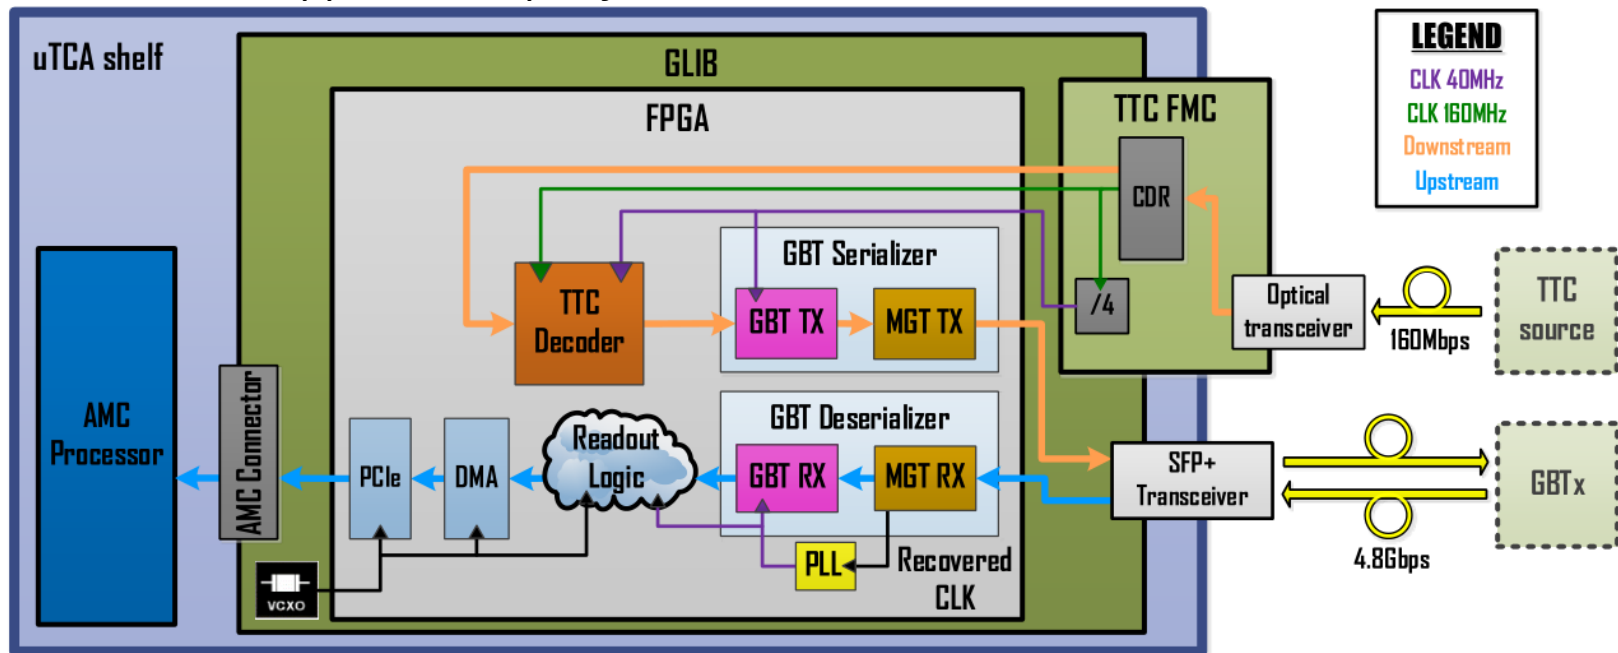 uTCA shelf
GLIB
FPGA
TTC FMC
CDR
/4
LEGEND
CLK 40MHz
CLK 160MHz
Downstream
Upstream
GBT Serializer
TTC
Decoder
GBT TX
MGT TX
Optical
transceiver
160Mbps
TTC
source
AMC
Processor
AMC Connector
PCIe
DMA
Readout
Logic
GBT Deserializer
GBT RX
MGT RX
SFP+
Transceiver
GBTx
4.8Gbps
PLL
Recovered
CLK
VCXO